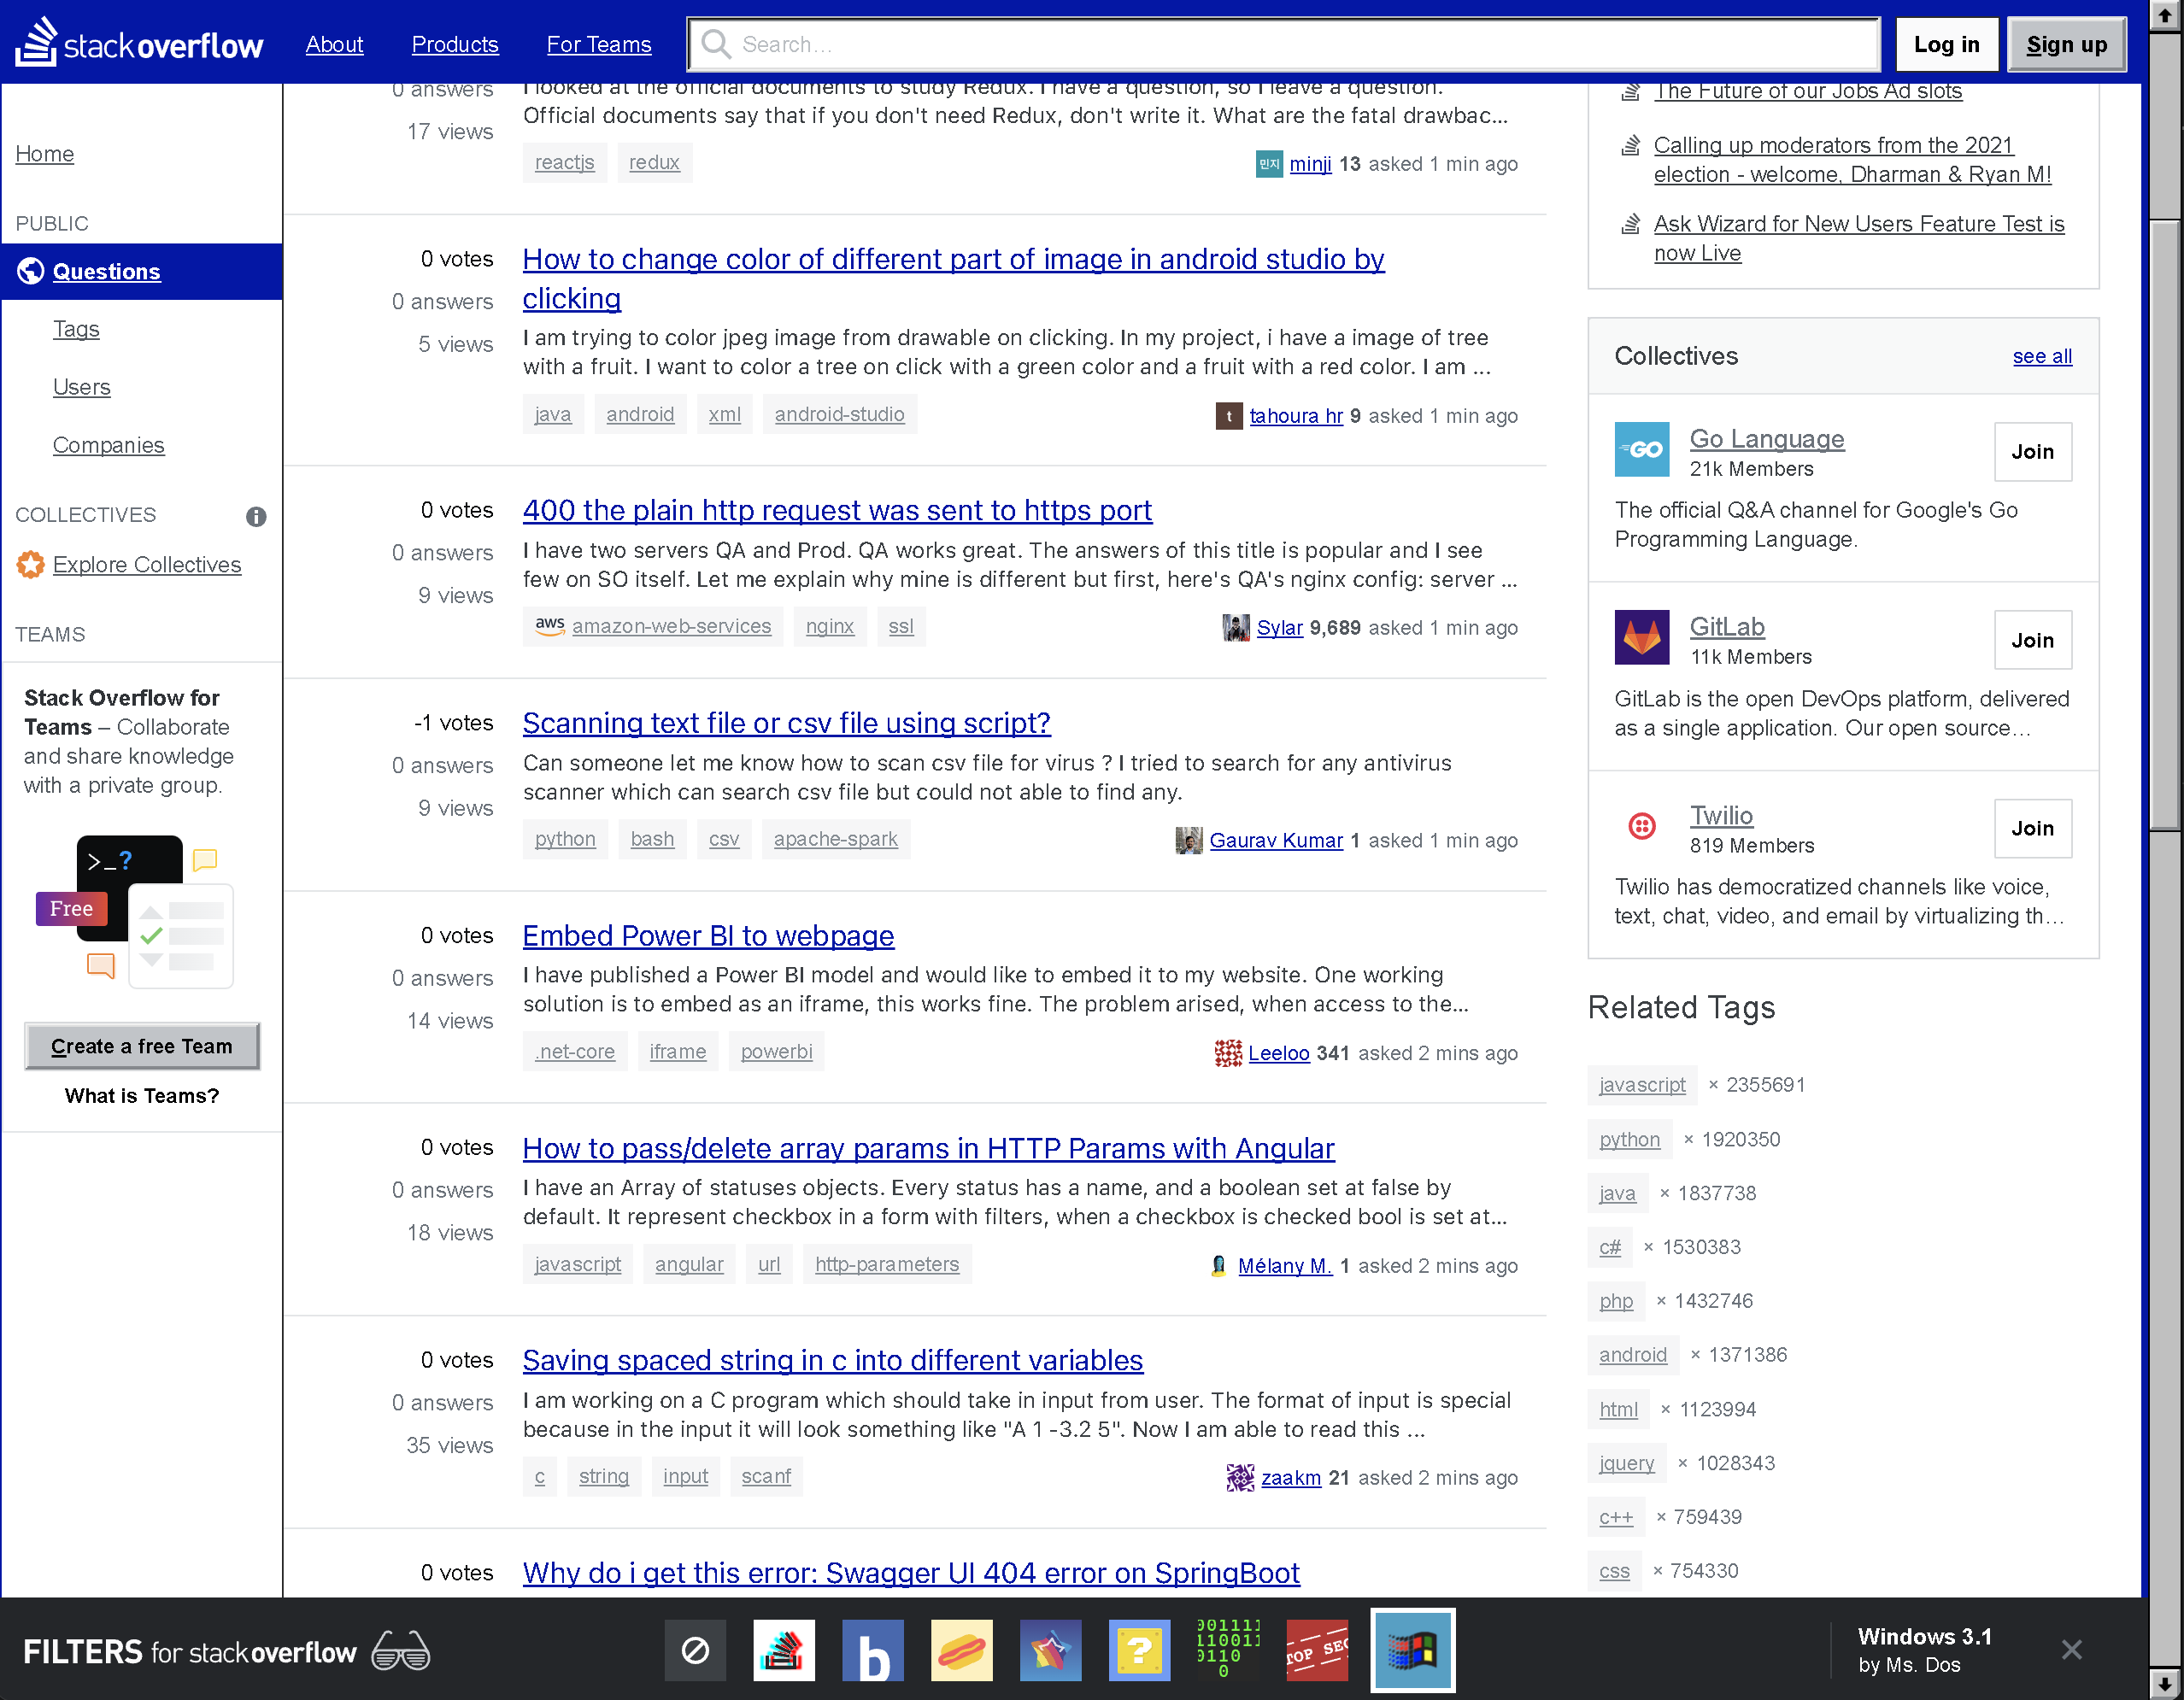 stackoverflow
About
Products
For Teams
Search...
Log in
Sign up
Home
PUBLIC
Questions
Tags
Users
Companies
COLLECTIVES
Explore Collectives
TEAMS
Stack Overflow for
Teams – Collaborate
and share knowledge
with a private group.
>_?
Free
Create a free Team
What is Teams?
0 answers
17 views
I looked at the official documents to study Redux. I have a question, so I leave a question.
Official documents say that if you don't need Redux, don't write it. What are the fatal drawbac...
reactjs redux
민지 minji 13 asked 1 min ago
0 votes
0 answers
5 views
How to change color of different part of image in android studio by
clicking
I am trying to color jpeg image from drawable on clicking. In my project, i have a image of tree
with a fruit. I want to color a tree on click with a green color and a fruit with a red color. I am ...
java android xml android-studio
t tahoura hr 9 asked 1 min ago
0 votes
0 answers
9 views
400 the plain http request was sent to https port
I have two servers QA and Prod. QA works great. The answers of this title is popular and I see
few on SO itself. Let me explain why mine is different but first, here's QA's nginx config: server ...
aws amazon-web-services nginx ssl
Sylar 9,689 asked 1 min ago
-1 votes
0 answers
9 views
Scanning text file or csv file using script?
Can someone let me know how to scan csv file for virus ? I tried to search for any antivirus
scanner which can search csv file but could not able to find any.
python bash csv apache-spark
Gaurav Kumar 1 asked 1 min ago
0 votes
0 answers
14 views
Embed Power BI to webpage
I have published a Power BI model and would like to embed it to my website. One working
solution is to embed as an iframe, this works fine. The problem arised, when access to the...
.net-core iframe powerbi
Leeloo 341 asked 2 mins ago
0 votes
0 answers
18 views
How to pass/delete array params in HTTP Params with Angular
I have an Array of statuses objects. Every status has a name, and a boolean set at false by
default. It represent checkbox in a form with filters, when a checkbox is checked bool is set at...
javascript angular url http-parameters
Mélany M. 1 asked 2 mins ago
0 votes
0 answers
35 views
Saving spaced string in c into different variables
I am working on a C program which should take in input from user. The format of input is special
because in the input it will look something like "A 1 -3.2 5". Now I am able to read this ...
c string input scanf
zaakm 21 asked 2 mins ago
0 votes
Why do i get this error: Swagger UI 404 error on SpringBoot
The Future of our Jobs Ad slots
Calling up moderators from the 2021
election - welcome, Dharman & Ryan M!
Ask Wizard for New Users Feature Test is
now Live
Collectives
see all
GO
Go Language
21k Members
Join
The official Q&A channel for Google's Go
Programming Language.
GitLab
11k Members
Join
GitLab is the open DevOps platform, delivered
as a single application. Our open source...
Twilio
819 Members
Join
Twilio has democratized channels like voice,
text, chat, video, and email by virtualizing th...
Related Tags
javascript × 2355691
python × 1920350
java × 1837738
c# × 1530383
php × 1432746
android × 1371386
html × 1123994
jquery × 1028343
c++ × 759439
css × 754330
FILTERS for stackoverflow
b
?
001111
110011
0110
0
TOP SEC
Windows 3.1
by Ms. Dos